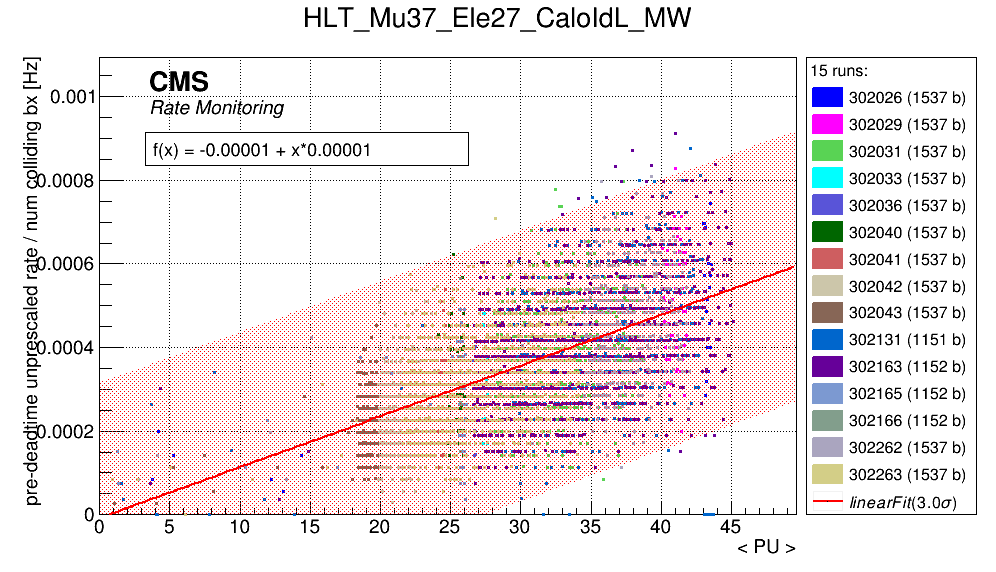 HLT_Mu37_Ele27_CaloIdL_MW
pre-deadtime unprescaled rate / num colliding bx [Hz]
CMS
Rate Monitoring
f(x) = -0.00001 + x*0.00001
0.001
0.0008
0.0006
0.0004
0.0002
0
0 5 10 15 20 25 30 35 40 45
< PU >
15 runs:
302026 (1537 b)
302029 (1537 b)
302031 (1537 b)
302033 (1537 b)
302036 (1537 b)
302040 (1537 b)
302041 (1537 b)
302042 (1537 b)
302043 (1537 b)
302131 (1151 b)
302163 (1152 b)
302165 (1152 b)
302166 (1152 b)
302262 (1537 b)
302263 (1537 b)
linearFit(3.0σ)